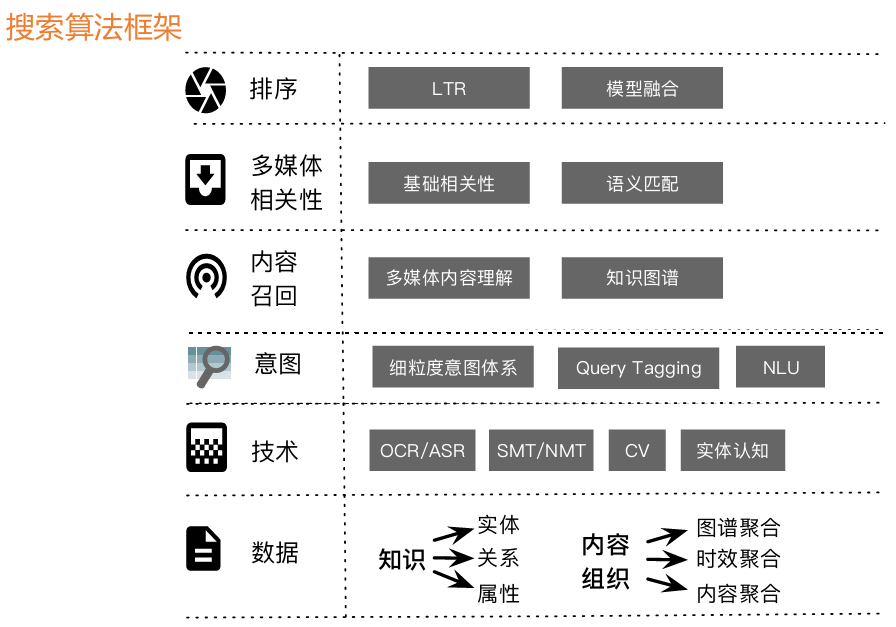 搜索算法框架
排序
LTR
模型融合
多媒体
相关性
基础相关性
语义匹配
内容
召回
多媒体内容理解
知识图谱
意图
细粒度意图体系
Query Tagging
NLU
技术
OCR/ASR
SMT/NMT
CV
实体认知
数据
知识
实体
关系
属性
内容
组织
图谱聚合
时效聚合
内容聚合